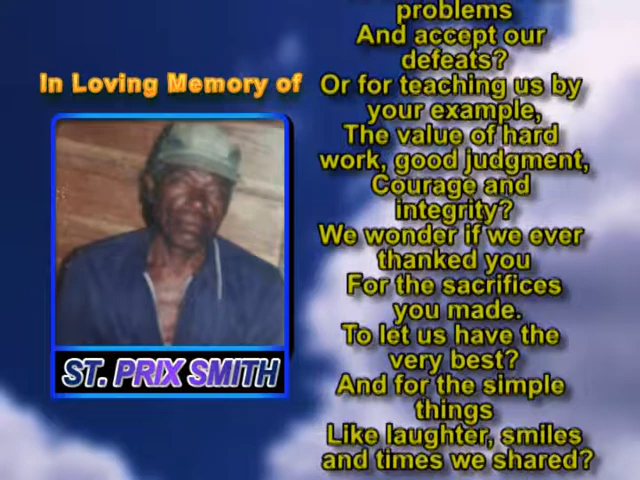 In Loving Memory of
ST. PRIX SMITH
problems
And accept our
defeats?
Or for teaching us by
your example,
The value of hard
work, good judgment,
Courage and
integrity?
We wonder if we ever
thanked you
For the sacrifices
you made.
To let us have the
very best?
And for the simple
things
Like laughter, smiles
and times we shared?